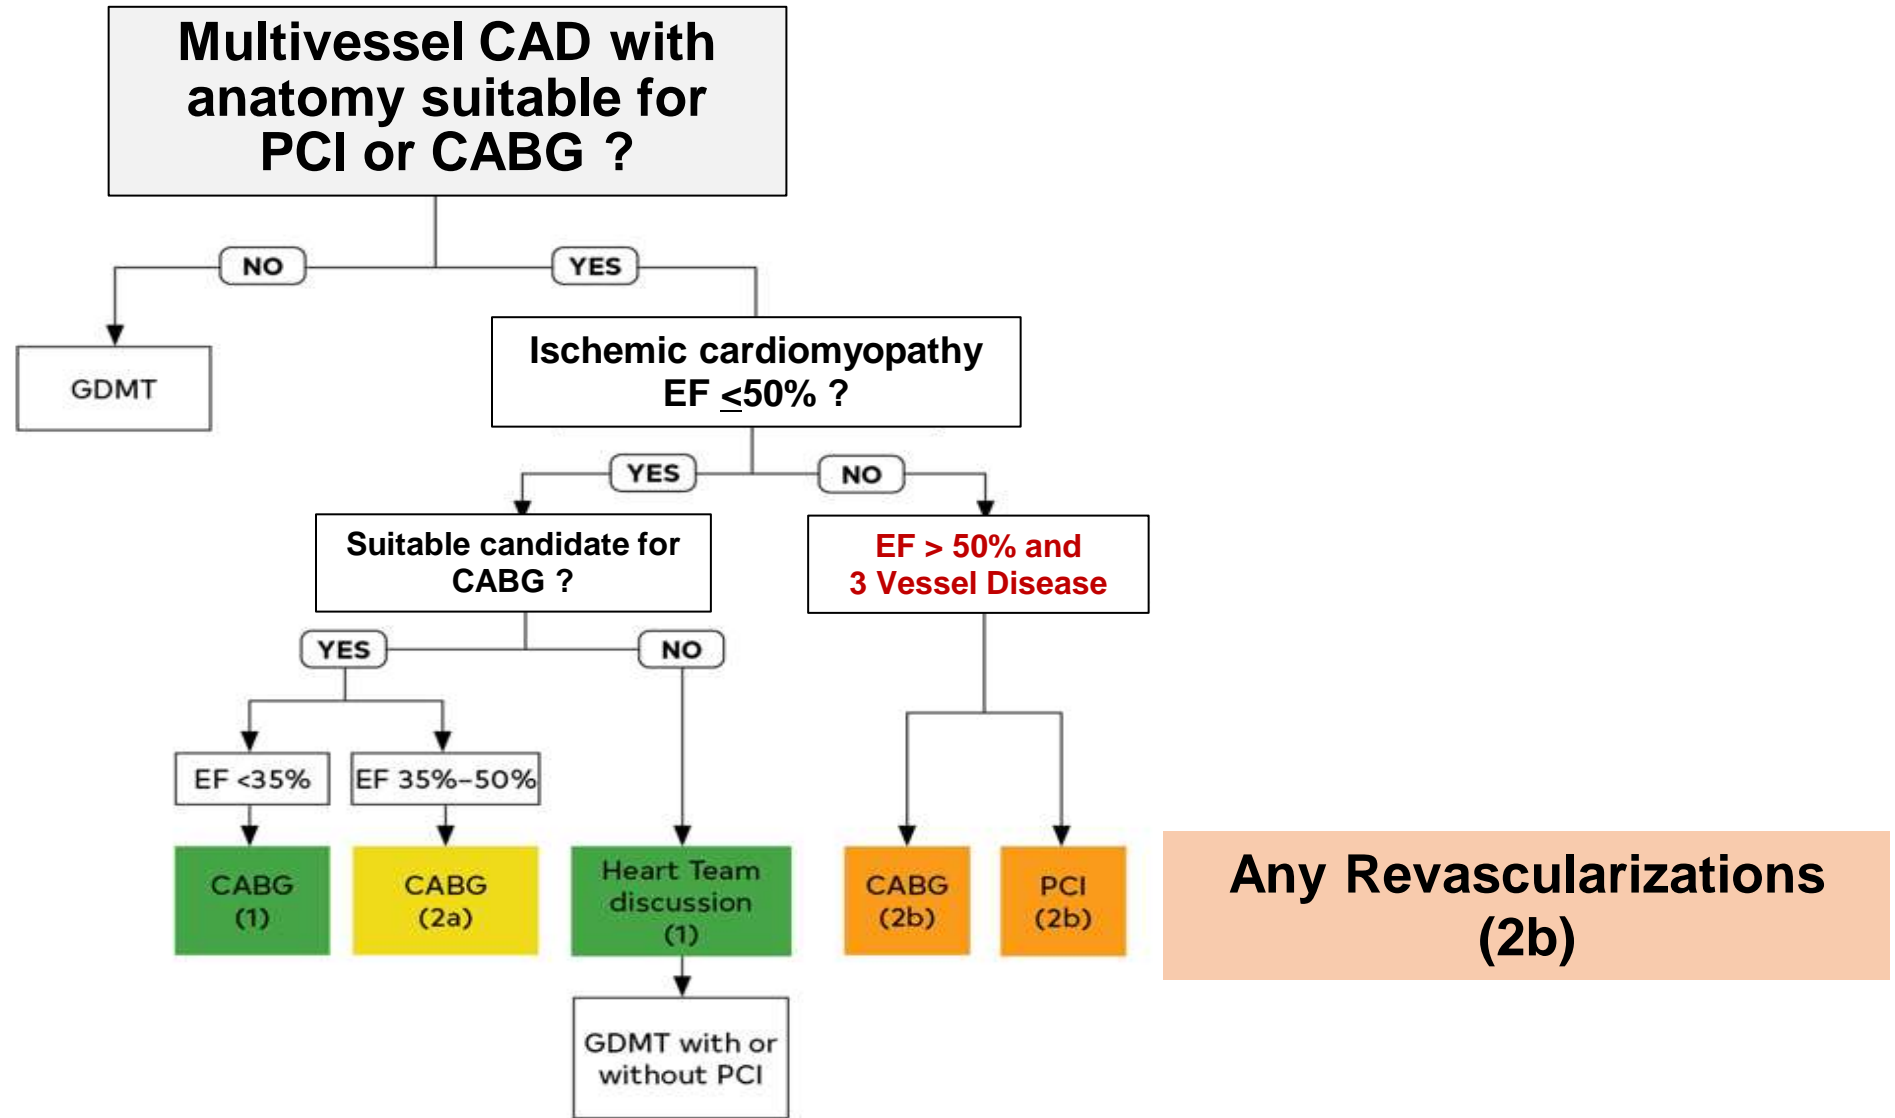 Multivessel CAD with
anatomy suitable for
PCI or CABG ?
NO
YES
GDMT
Ischemic cardiomyopathy
EF ≤50% ?
YES
NO
Suitable candidate for
CABG ?
EF > 50% and
3 Vessel Disease
YES
NO
EF <35%
EF 35%–50%
CABG
(1)
CABG
(2a)
Heart Team
discussion
(1)
CABG
(2b)
PCI
(2b)
Any Revascularizations
(2b)
GDMT with or
without PCI